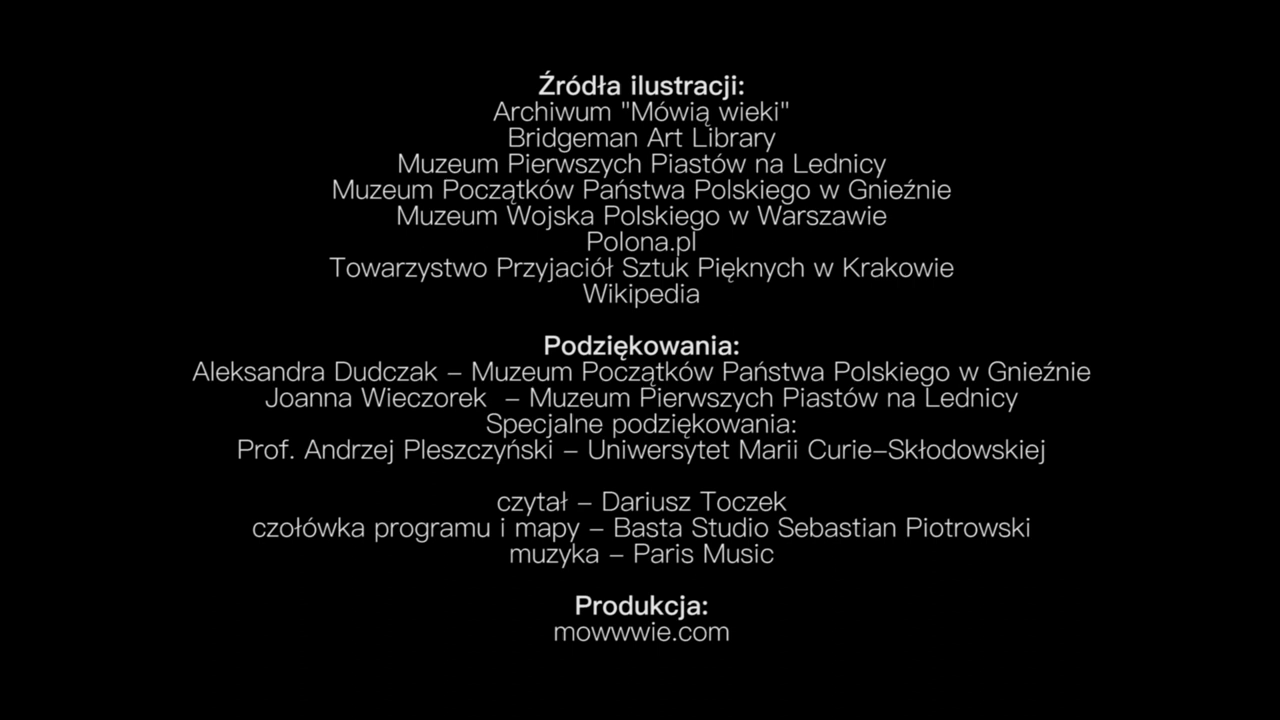 Źródła ilustracji:
Archiwum "Mówią wieki"
Bridgeman Art Library
Muzeum Pierwszych Piastów na Lednicy
Muzeum Początków Państwa Polskiego w Gnieźnie
Muzeum Wojska Polskiego w Warszawie
Polona.pl
Towarzystwo Przyjaciół Sztuk Pięknych w Krakowie
Wikipedia
Podziękowania:
Aleksandra Dudczak – Muzeum Początków Państwa Polskiego w Gnieźnie
Joanna Wieczorek – Muzeum Pierwszych Piastów na Lednicy
Specjalne podziękowania:
Prof. Andrzej Pleszczyński – Uniwersytet Marii Curie–Skłodowskiej
czytał – Dariusz Toczek
czołówka programu i mapy – Basta Studio Sebastian Piotrowski
muzyka – Paris Music
Produkcja:
mowwwie.com